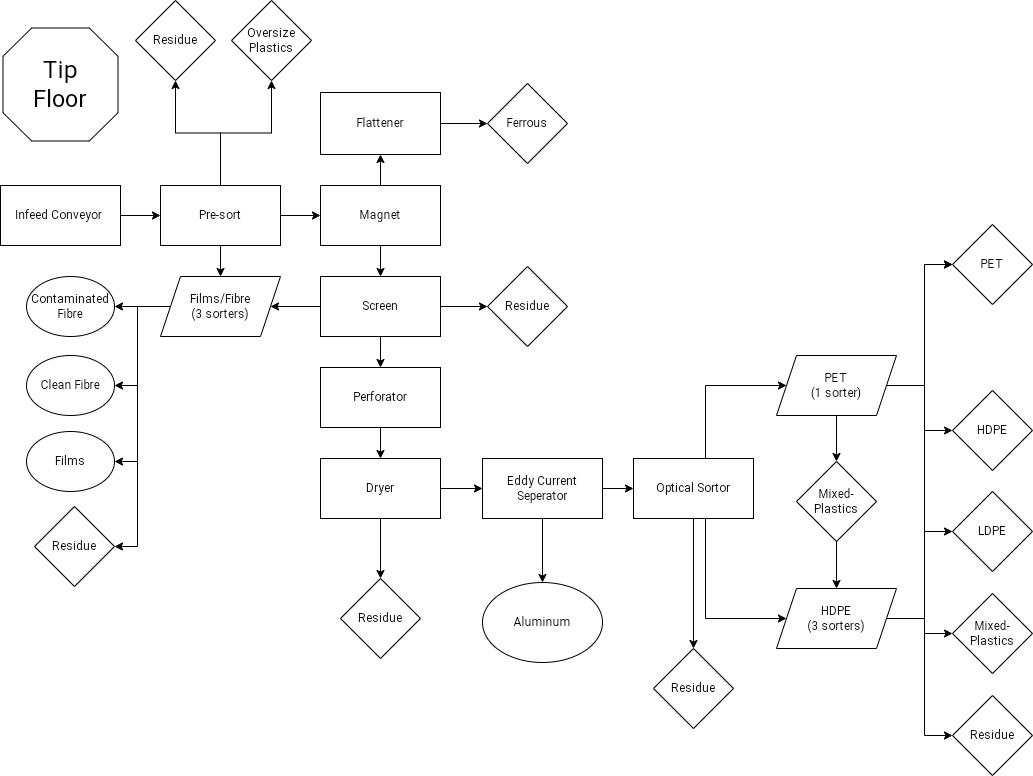 Tip
Floor
Residue
Oversize
Plastics
Flattener
Ferrous
Infeed Conveyor
Pre-sort
Magnet
Contaminated
Fibre
Films/Fibre
(3 sorters)
Screen
Residue
Clean Fibre
Films
Residue
Perforator
Dryer
Residue
Eddy Current
Seperator
Aluminum
Optical Sortor
Residue
PET
(1 sorter)
Mixed-
Plastics
HDPE
(3 sorters)
PET
HDPE
LDPE
Mixed-
Plastics
Residue